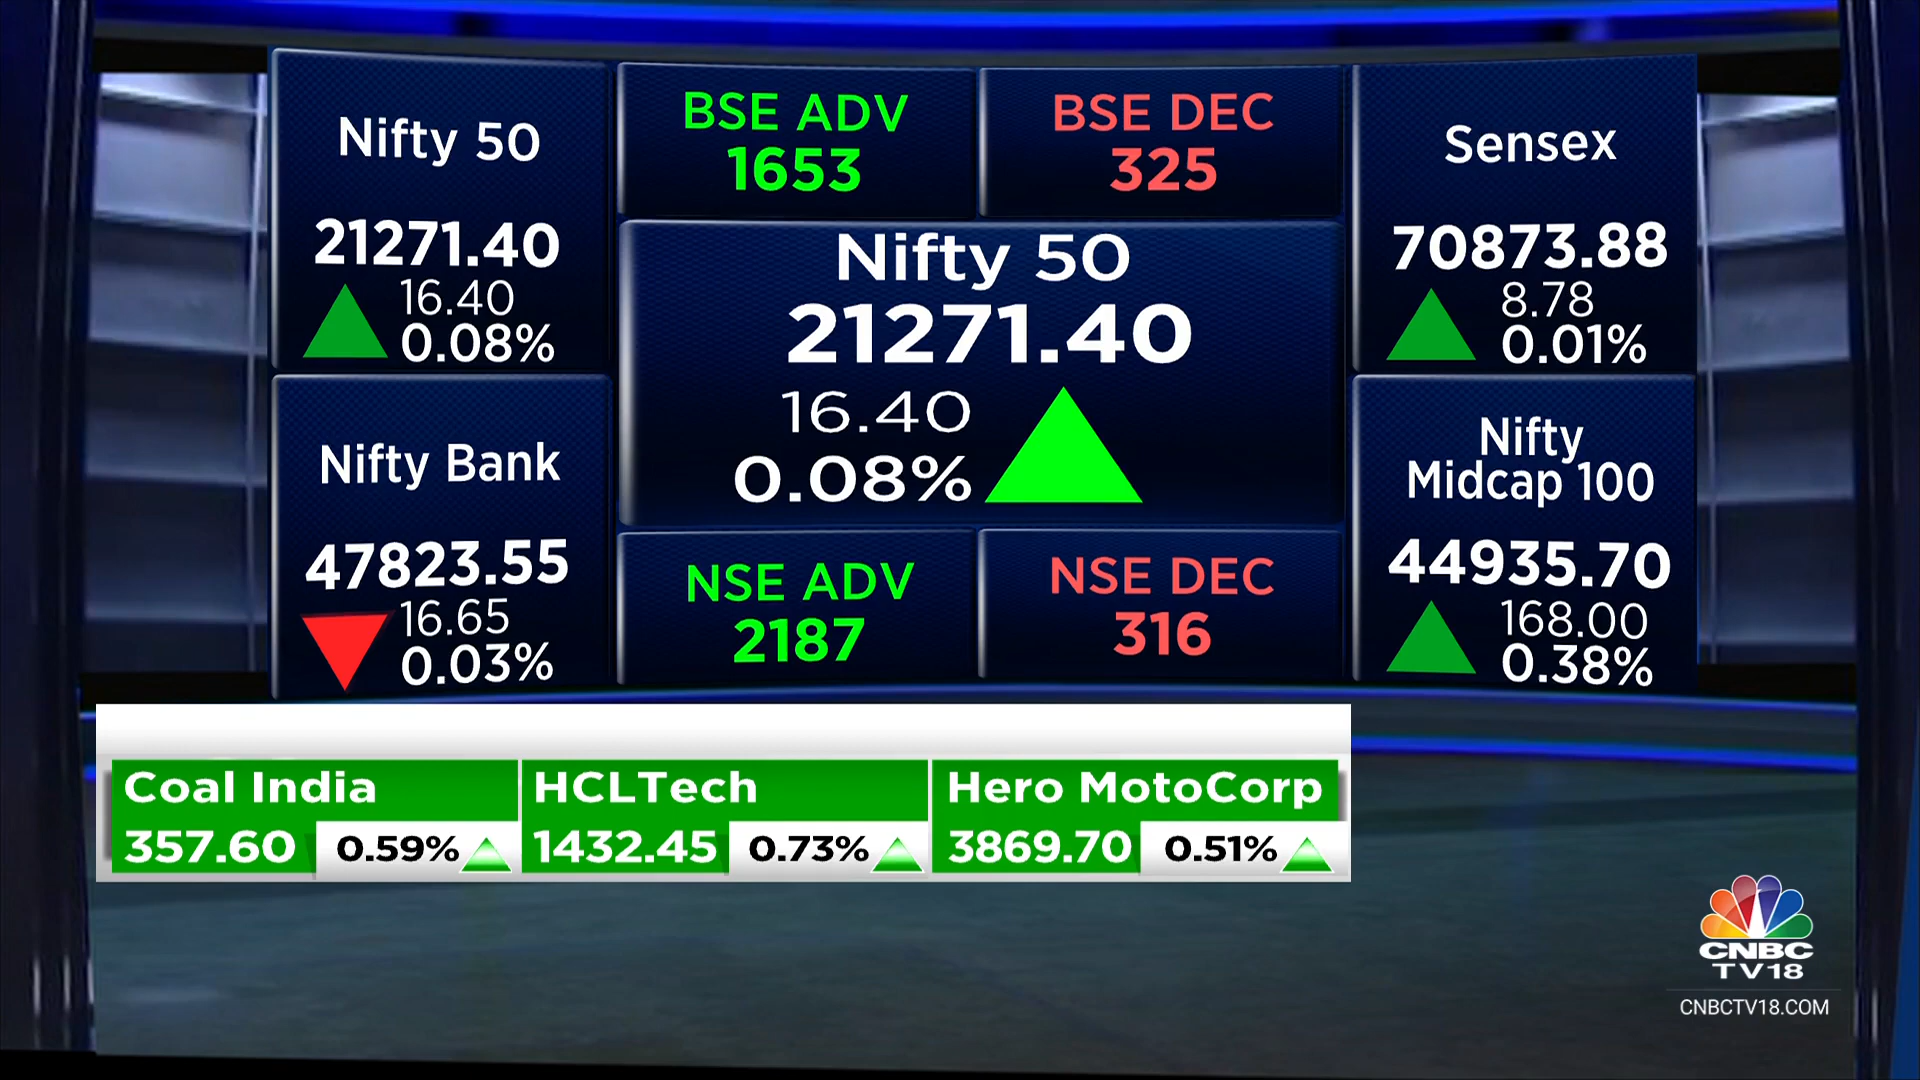 Nifty 50
21271.40
16.40
0.08%
BSE ADV
1653
BSE DEC
325
Sensex
70873.88
8.78
0.01%
Nifty 50
21271.40
16.40
0.08%
Nifty Bank
47823.55
16.65
0.03%
NSE ADV
2187
NSE DEC
316
Nifty
Midcap 100
44935.70
168.00
0.38%
Coal India
357.60 0.59%
HCLTech
1432.45 0.73%
Hero MotoCorp
3869.70 0.51%
CNBC
TV18
CNBCTV18.COM